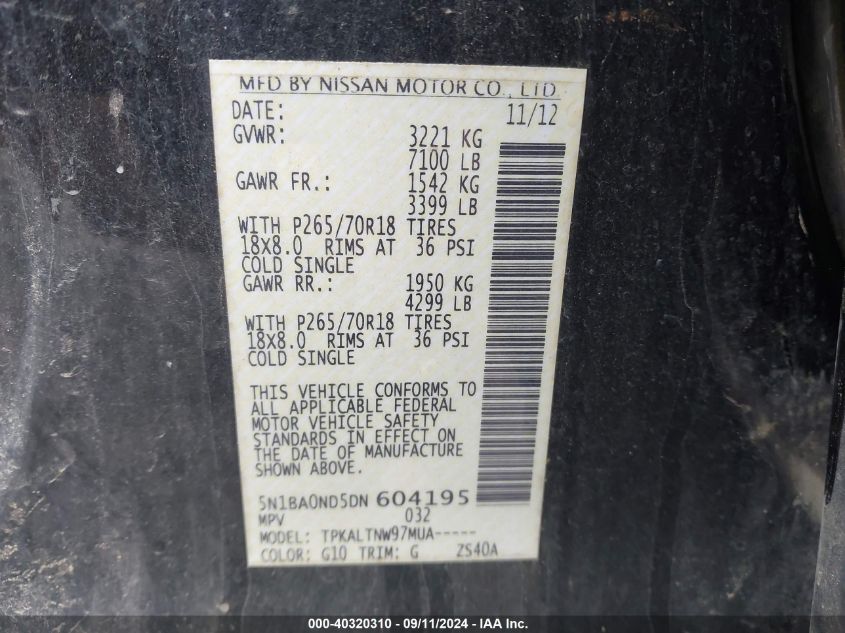 MFD BY NISSAN MOTOR CO., LTD.
DATE: 11/12
GVWR: 3221 KG
7100 LB
GAWR FR.: 1542 KG
3399 LB
WITH P265/70R18 TIRES
18X8.0 RIMS AT 36 PSI
COLD SINGLE
GAWR RR.: 1950 KG
4299 LB
WITH P265/70R18 TIRES
18X8.0 RIMS AT 36 PSI
COLD SINGLE
THIS VEHICLE CONFORMS TO
ALL APPLICABLE FEDERAL
MOTOR VEHICLE SAFETY
STANDARDS IN EFFECT ON
THE DATE OF MANUFACTURE
SHOWN ABOVE.
5N1BA0ND5DN 604195
MPV 032
MODEL: TPKALTNW97MUA-----
COLOR: G10 TRIM: G ZS40A
000-40320310 - 09/11/2024 - IAA Inc.